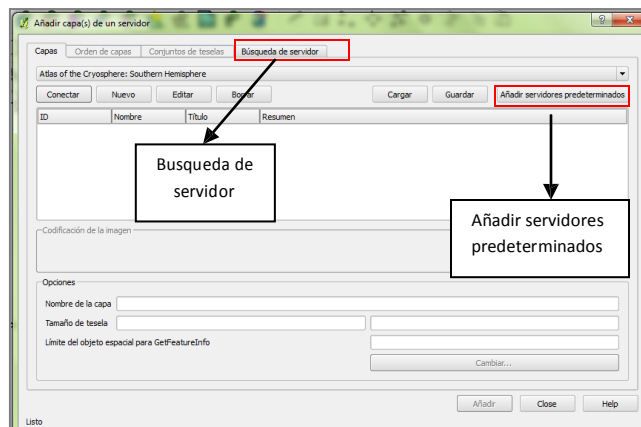 Añadir capa(s) de un servidor
Capas Orden de capas Conjuntos de teselas Búsqueda de servidor
Atlas of the Cryosphere: Southern Hemisphere
Conectar Nuevo Editar Borrar Cargar Guardar Añadir servidores predeterminados
ID Nombre Título Resumen
Busqueda de
servidor
Añadir servidores
predeterminados
Codificación de la imagen
Opciones
Nombre de la capa
Tamaño de tesela
Límite del objeto espacial para GetFeatureInfo
Cambiar...
Añadir Close Help
Listo